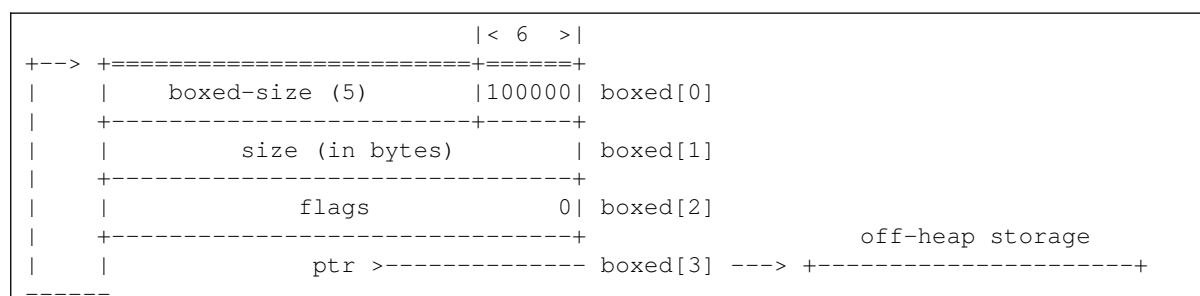 |< 6 >|
+--> +=========================+======+
| | boxed-size (5) |100000| boxed[0]
| +-------------------------+------+
| | size (in bytes) | boxed[1]
| +--------------------------------+
| | flags 0| boxed[2]
| +--------------------------------+ off-heap storage
| | ptr >-------------- boxed[3] ---> +----------------------+
------